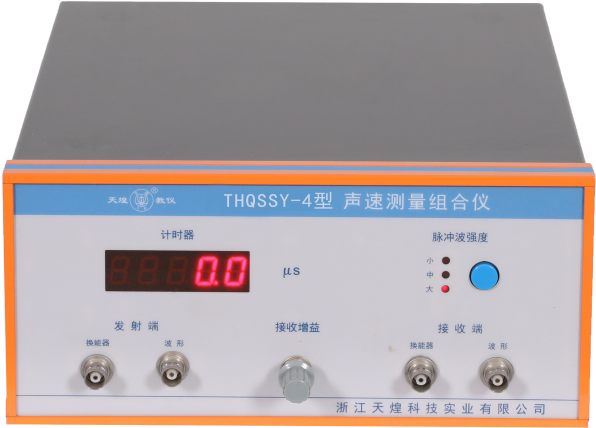 天煌 ® 教仪 THQSSY-4型 声速测量组合仪
计时器
脉冲波强度
0.0 μs
小
中
大
发射端 接收增益 接收端
换能器 波形 换能器 波形
浙江天煌科技实业有限公司